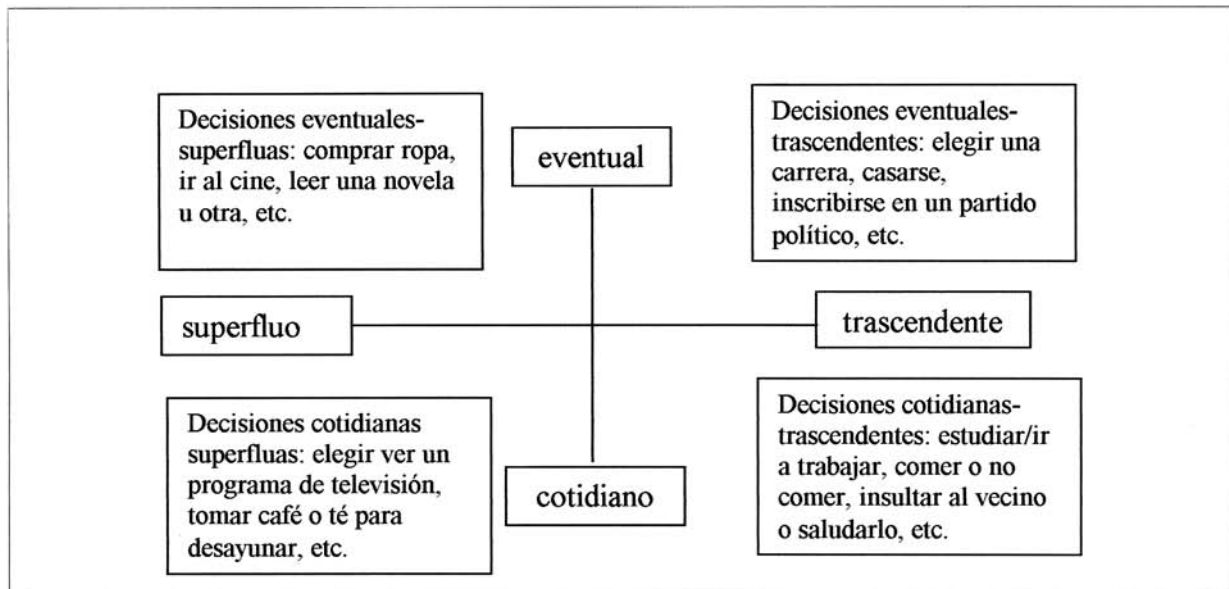 Decisiones eventuales-
superfluas: comprar ropa,
ir al cine, leer una novela
u otra, etc.
eventual
Decisiones eventuales-
trascendentes: elegir una
carrera, casarse,
inscribirse en un partido
político, etc.
superfluo
trascendente
Decisiones cotidianas
superfluas: elegir ver un
programa de televisión,
tomar café o té para
desayunar, etc.
cotidiano
Decisiones cotidianas-
trascendentes: estudiar/ir
a trabajar, comer o no
comer, insultar al vecino
o saludarlo, etc.